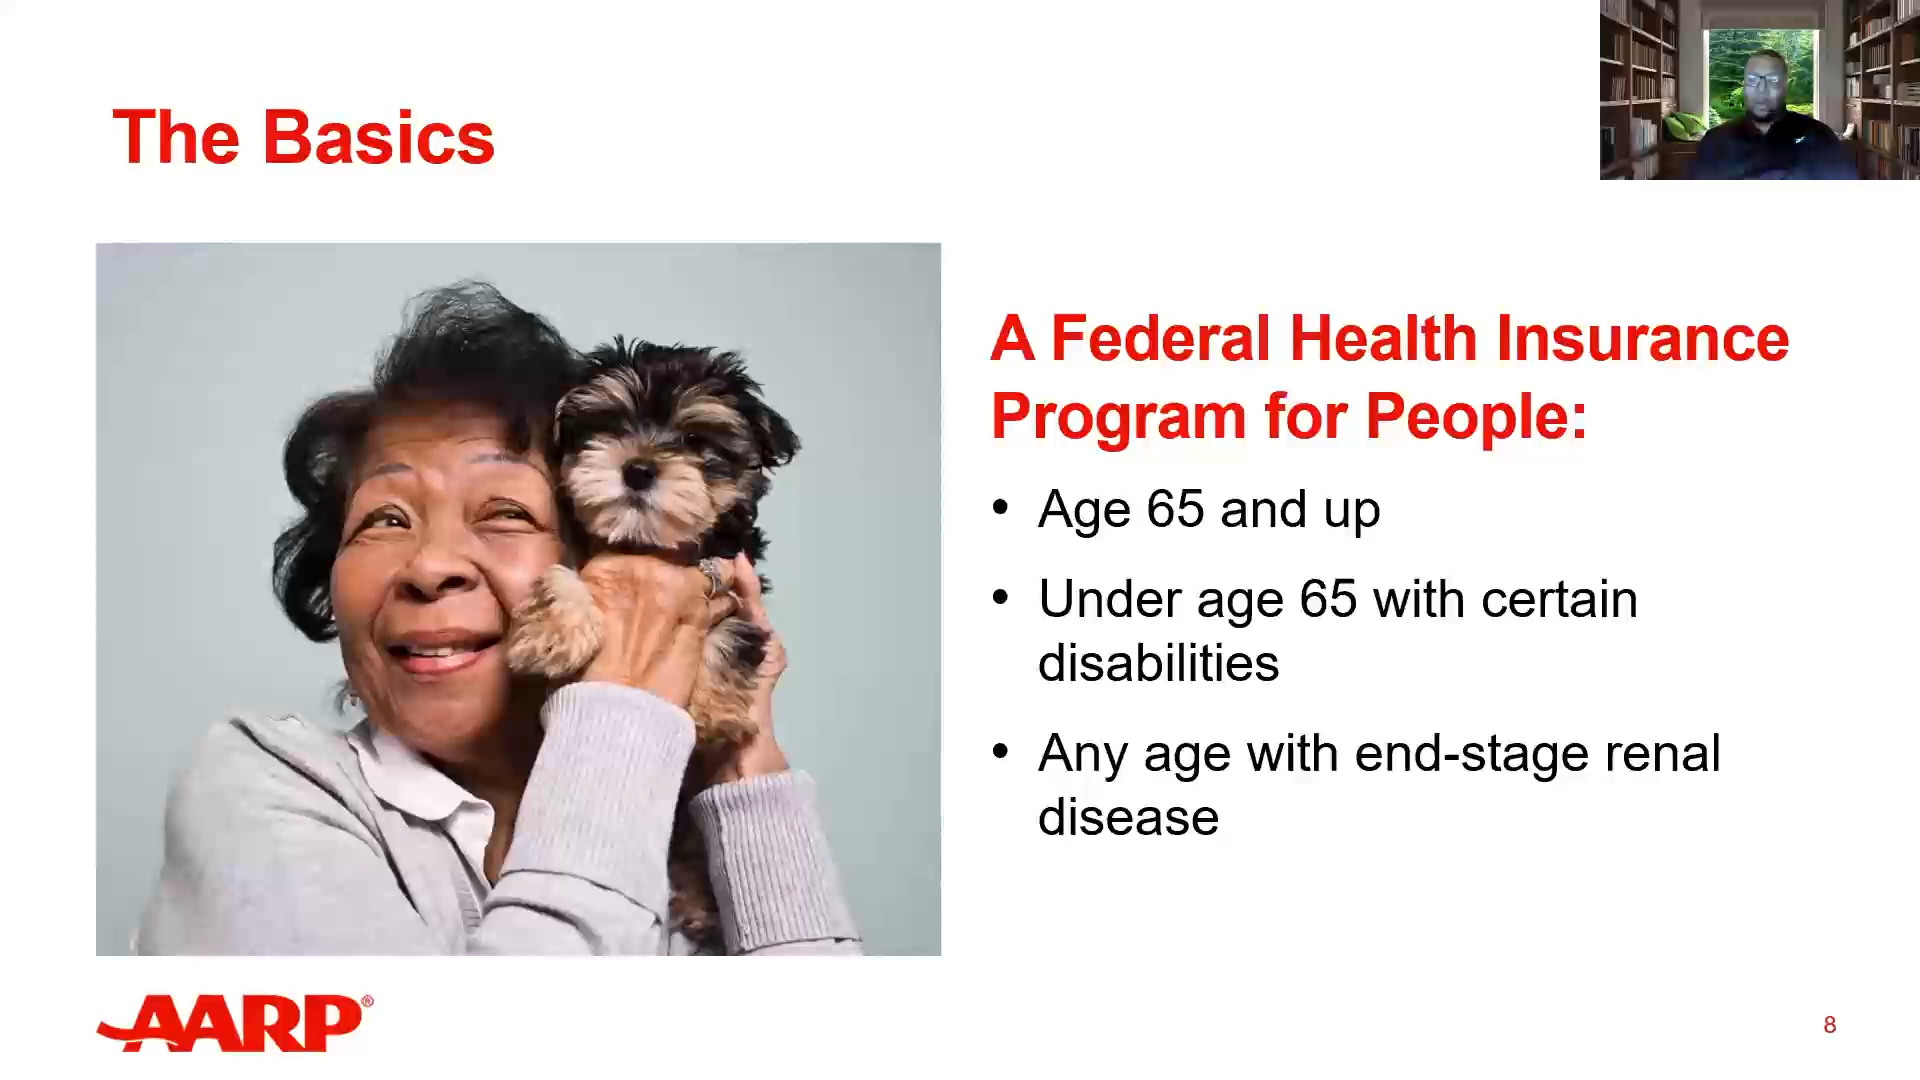 The Basics
A Federal Health Insurance
Program for People:
• Age 65 and up
• Under age 65 with certain
disabilities
• Any age with end-stage renal
disease
AARP®
8